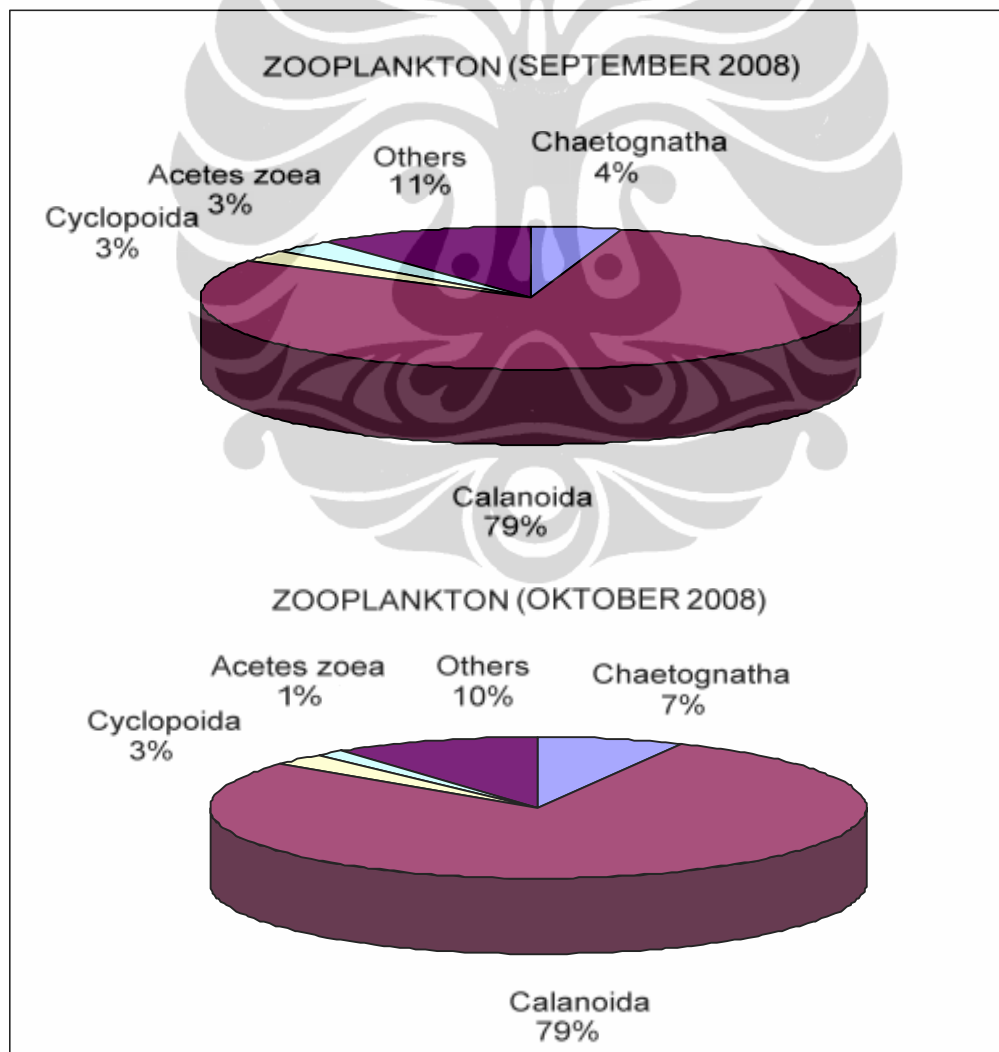 ZOOPLANKTON (SEPTEMBER 2008)
Chaetognatha
4%
Others
11%
Acetes zoea
3%
Cyclopoida
3%
Calanoida
79%
ZOOPLANKTON (OKTOBER 2008)
Acetes zoea
1%
Others
10%
Chaetognatha
7%
Cyclopoida
3%
Calanoida
79%